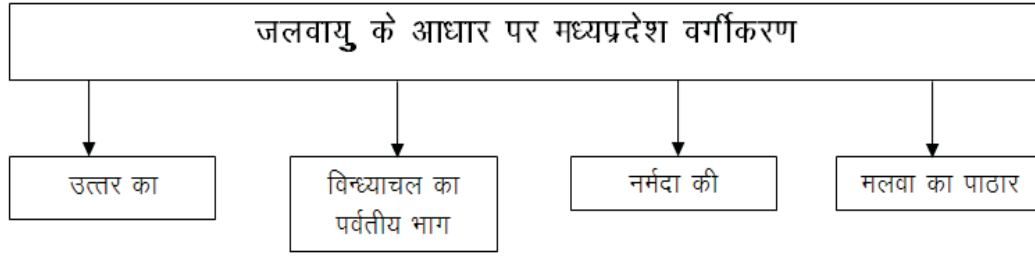 जलवायु के आधार पर मध्यप्रदेश वर्गीकरण
उत्तर का
विन्ध्याचल का
पर्वतीय भाग
नर्मदा की
मलवा का पाठार